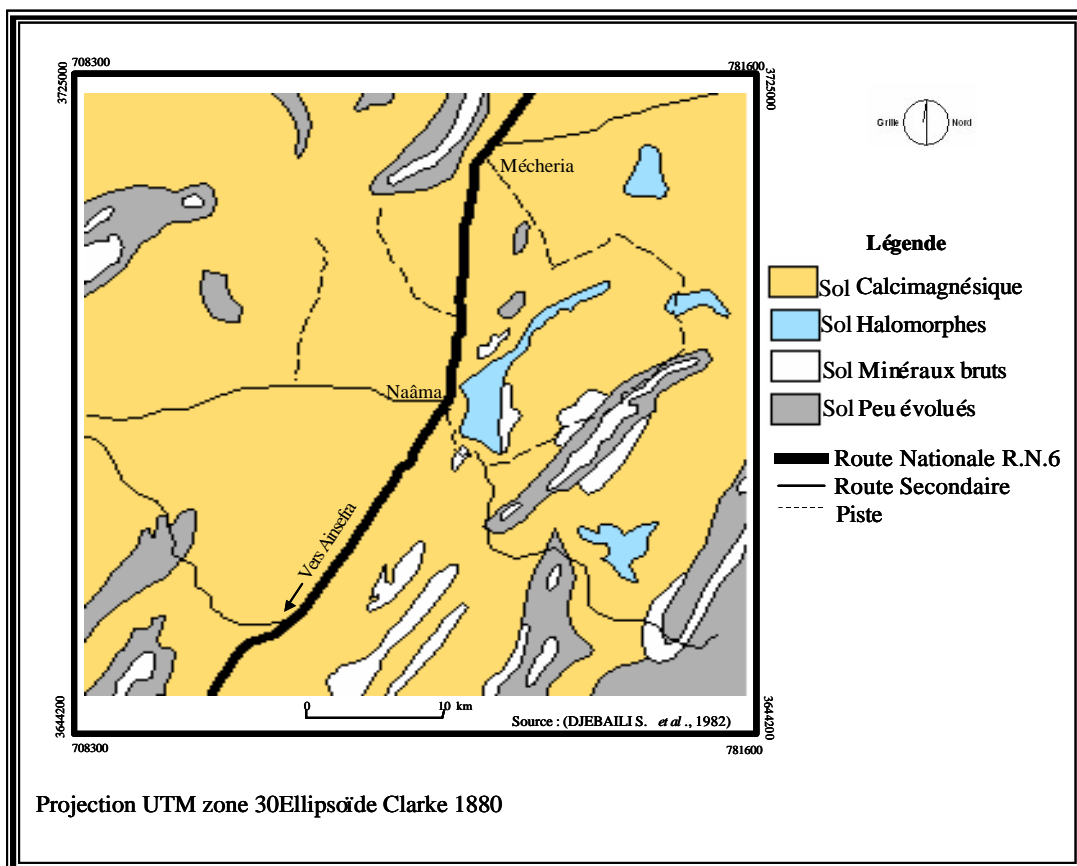 708300
781600
3725000
3725000
Grille Nord
Mécheria
Légende
Sol Calcimagnésique
Sol Halomorphes
Sol Minéraux bruts
Sol Peu évolués
Naâma
Route Nationale R.N.6
Route Secondaire
Piste
Vers Ainsefra
0 10 km
Source : (DJEBAILI S. et al ., 1982)
3644200
3644200
708300
781600
Projection UTM zone 30Ellipsoïde Clarke 1880